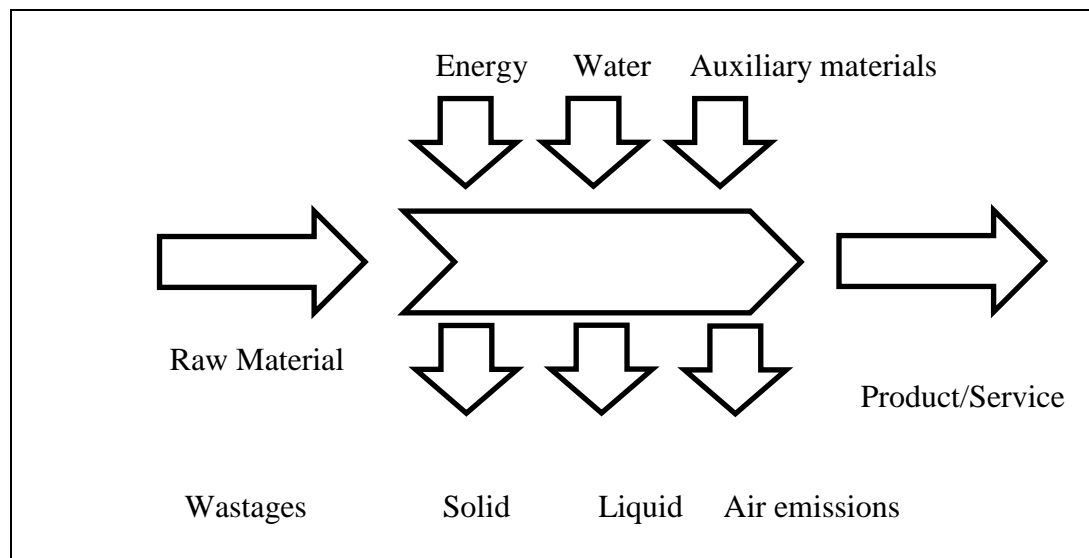 Energy Water Auxiliary materials
Raw Material
Product/Service
Wastages Solid Liquid Air emissions